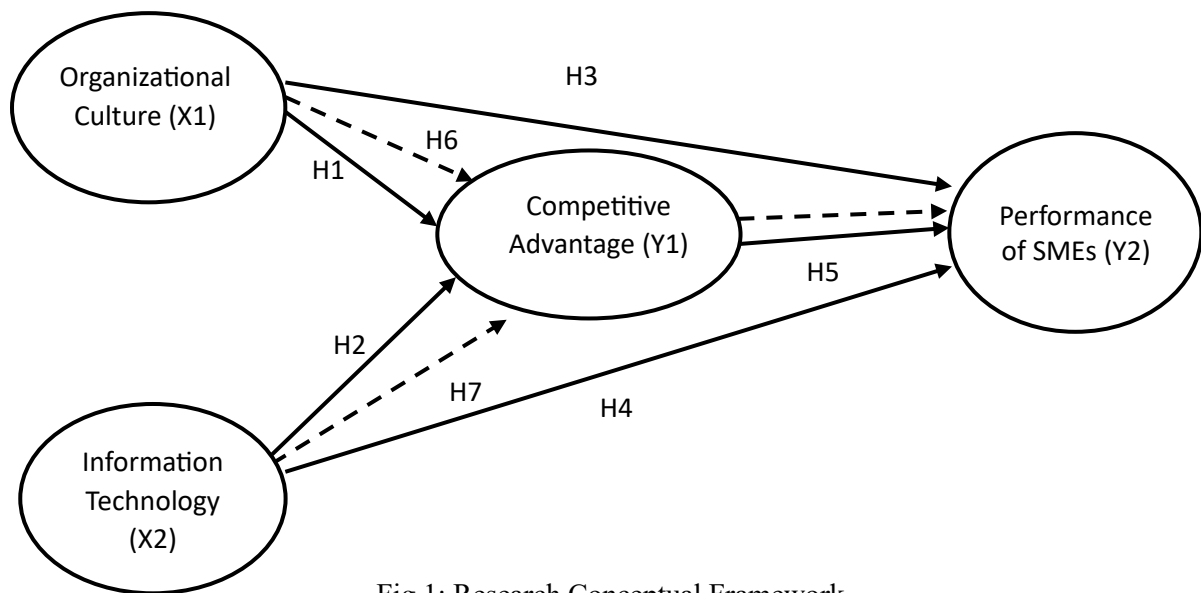 Organizational
Culture (X1)
H3
H6
H1
Competitive
Advantage (Y1)
Performance
of SMEs (Y2)
H5
H2
H7
H4
Information
Technology
(X2)
Fig 1: Research Conceptual Framework